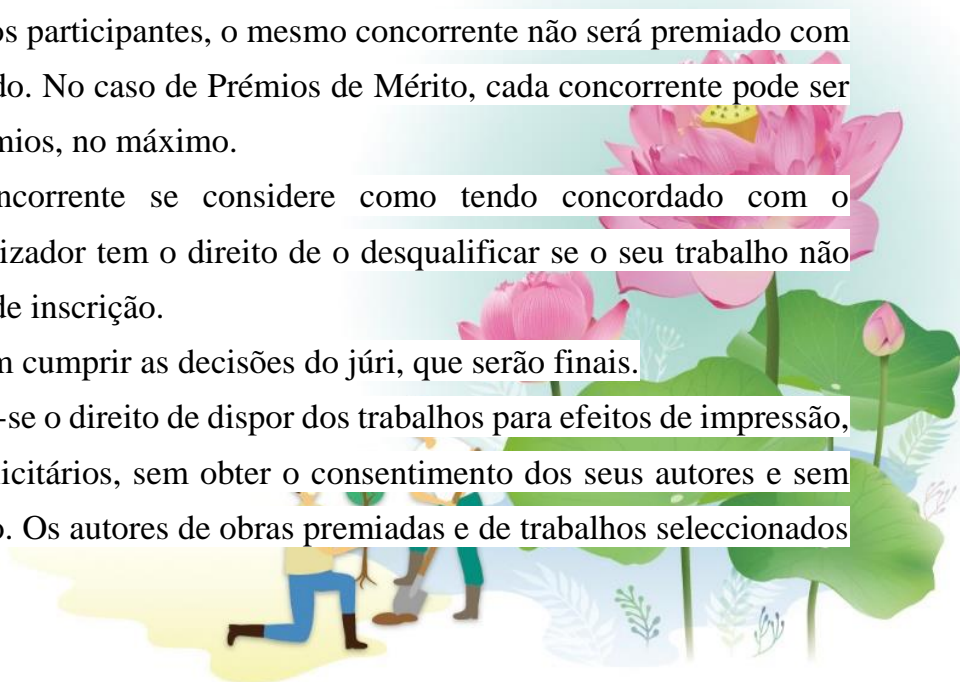 os participantes, o mesmo concorrente não será premiado com
do. No caso de Prémios de Mérito, cada concorrente pode ser
mios, no máximo.
ncorrente se considere como tendo concordado com o
izador tem o direito de o desqualificar se o seu trabalho não
de inscrição.
m cumprir as decisões do júri, que serão finais.
-se o direito de dispor dos trabalhos para efeitos de impressão,
licitários, sem obter o consentimento dos seus autores e sem
o. Os autores de obras premiadas e de trabalhos seleccionados